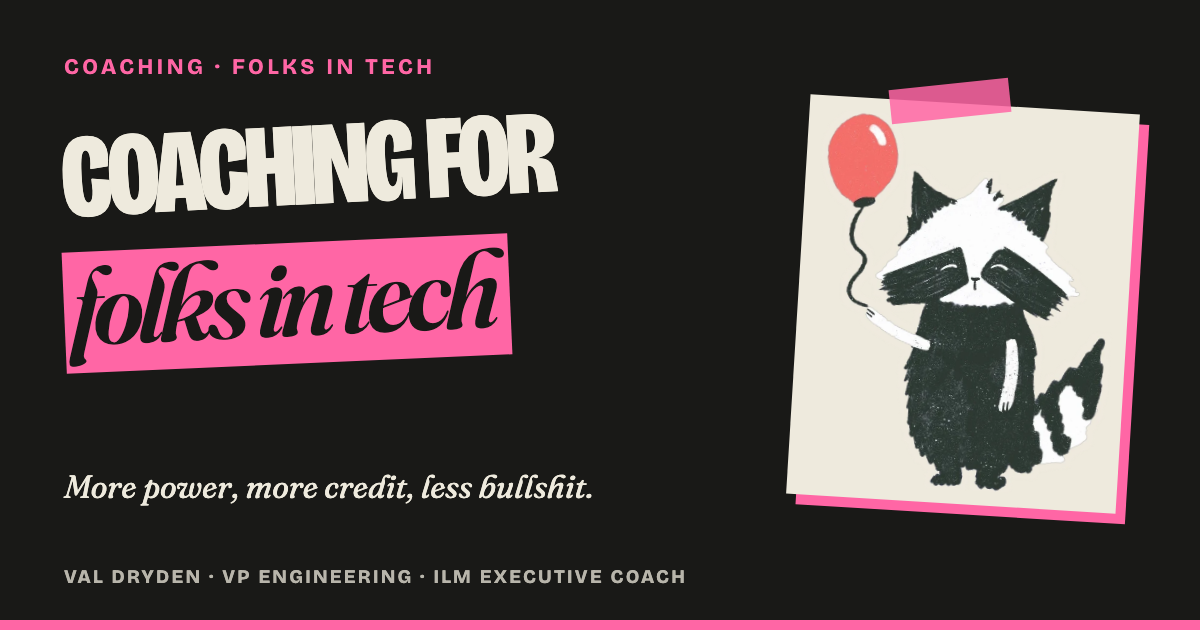 COACHING · FOLKS IN TECH
COACHING FOR
folks in tech
More power, more credit, less bullshit.
VAL DRYDEN · VP ENGINEERING · ILM EXECUTIVE COACH